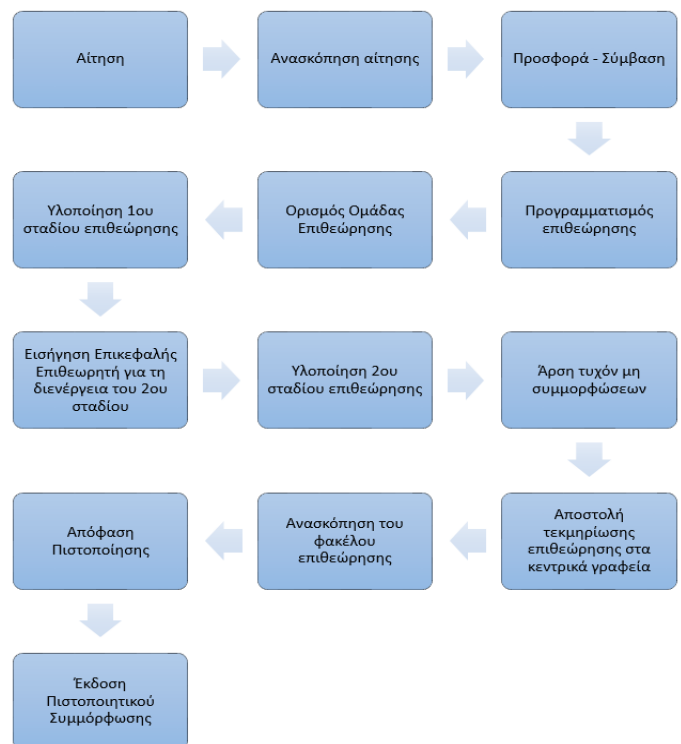 Αίτηση
Ανασκόπηση αίτησης
Προσφορά - Σύμβαση
Προγραμματισμός
επιθεώρησης
Ορισμός Ομάδας
Επιθεώρησης
Υλοποίηση 1ου
σταδίου επιθεώρησης
Εισήγηση Επικεφαλής
Επιθεωρητή για τη
διενέργεια του 2ου
σταδίου
Υλοποίηση 2ου
σταδίου επιθεώρησης
Άρση τυχόν μη
συμμορφώσεων
Αποστολή
τεκμηρίωσης
επιθεώρησης στα
κεντρικά γραφεία
Ανασκόπηση του
φακέλου
επιθεώρησης
Απόφαση
Πιστοποίησης
Έκδοση
Πιστοποιητικού
Συμμόρφωσης